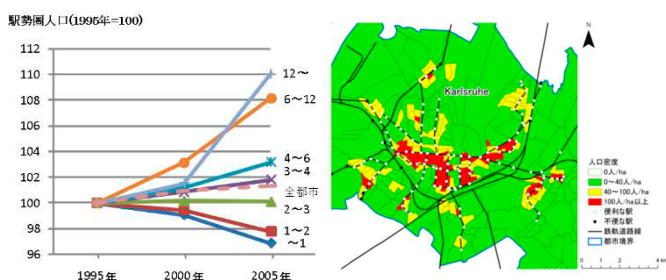 駅勢圏人口(1995年=100)
112
110
108
106
104
102
100
98
96
1995年
2000年
2005年
12～
6～12
4～6
3～4
全都市
2～3
1～2
～1
N
Karlsruhe
人口密度
0人/ha
0～40人/ha
40～100人/ha
100人/ha以上
便利な駅
不便な駅
鉄軌道路線
都市境界
0 1 2 4